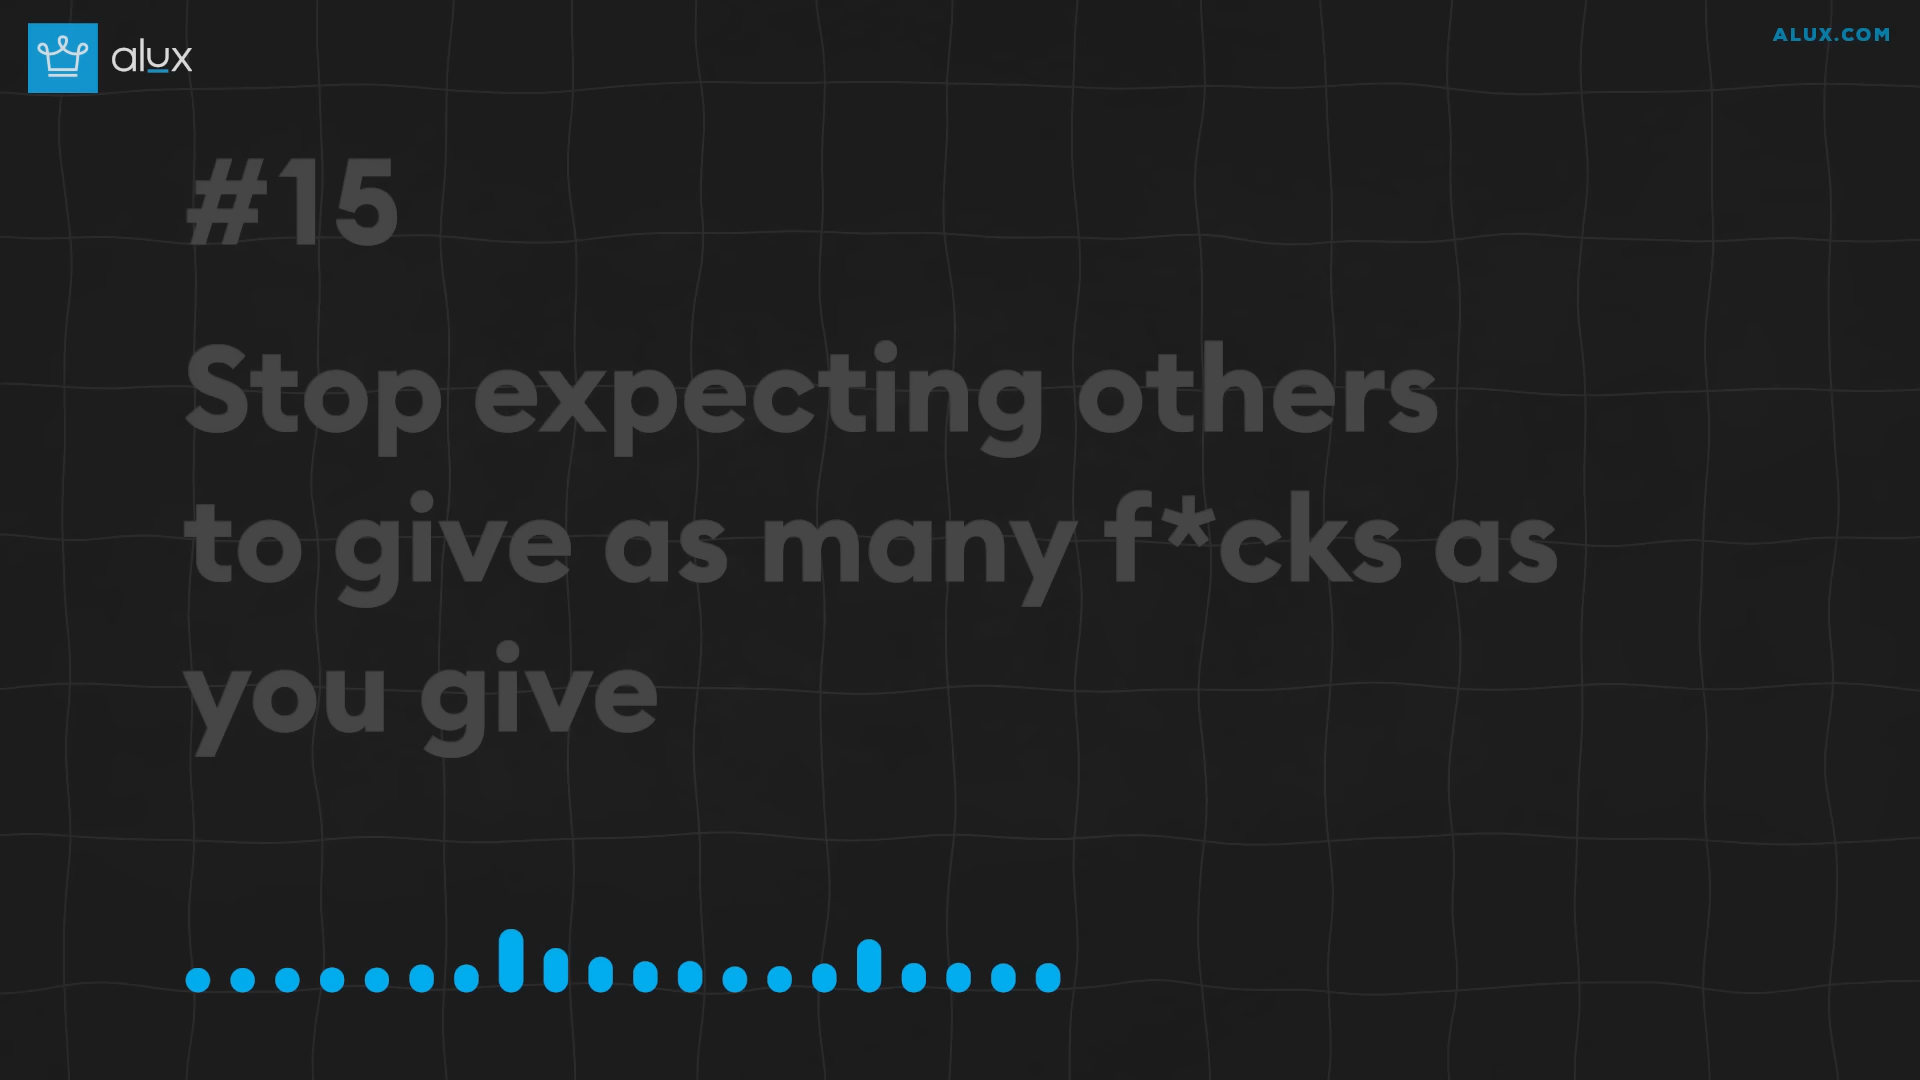 alux
ALUX.COM
#15
Stop expecting others
to give as many f*cks as
you give